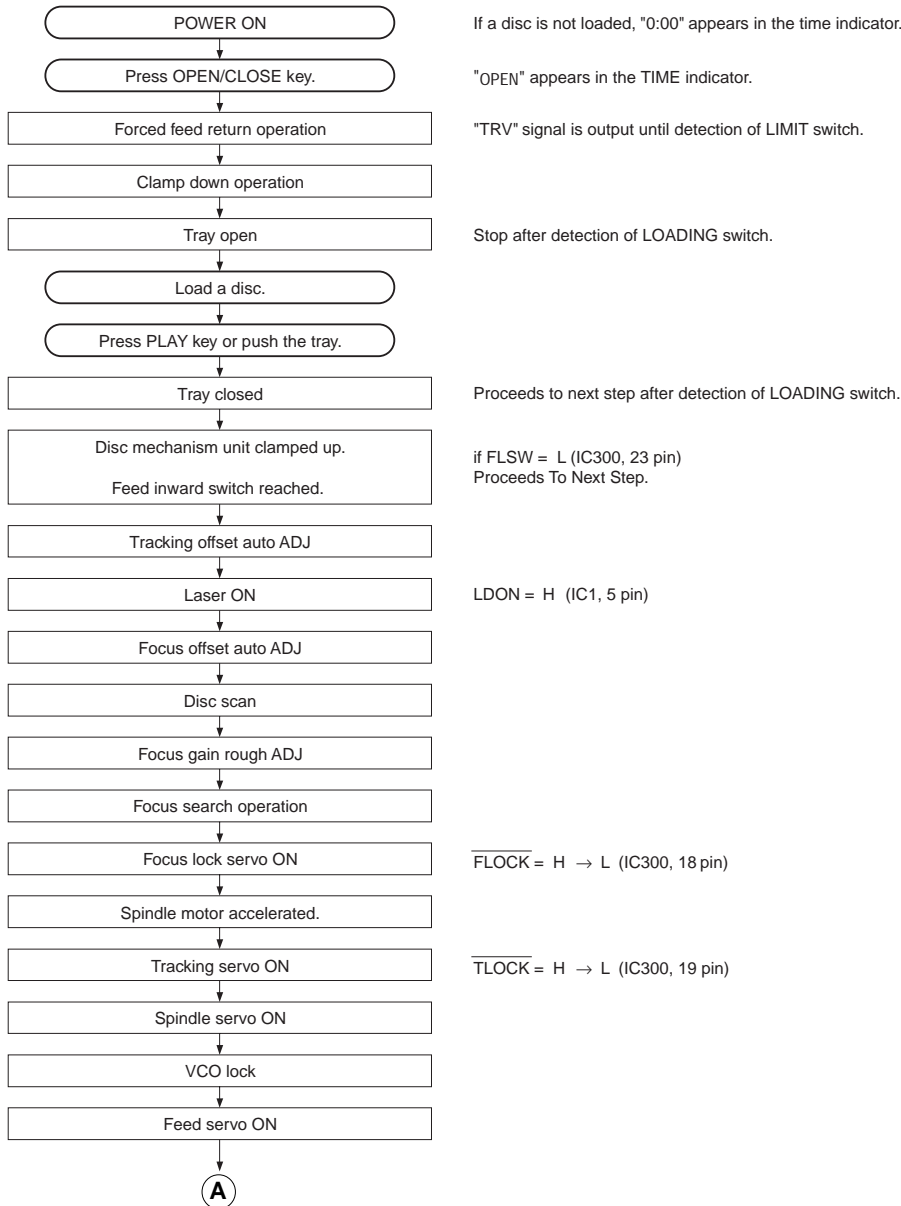 POWER ON
If a disc is not loaded, "0:00" appears in the time indicator.
Press OPEN/CLOSE key.
"OPEN" appears in the TIME indicator.
Forced feed return operation
"TRV" signal is output until detection of LIMIT switch.
Clamp down operation
Tray open
Stop after detection of LOADING switch.
Load a disc.
Press PLAY key or push the tray.
Tray closed
Proceeds to next step after detection of LOADING switch.
Disc mechanism unit clamped up.
Feed inward switch reached.
if FLSW = L (IC300, 23 pin)
Proceeds To Next Step.
Tracking offset auto ADJ
Laser ON
LDON = H (IC1, 5 pin)
Focus offset auto ADJ
Disc scan
Focus gain rough ADJ
Focus search operation
Focus lock servo ON
FLOCK = H → L (IC300, 18 pin)
Spindle motor accelerated.
Tracking servo ON
TLOCK = H → L (IC300, 19 pin)
Spindle servo ON
VCO lock
Feed servo ON
A